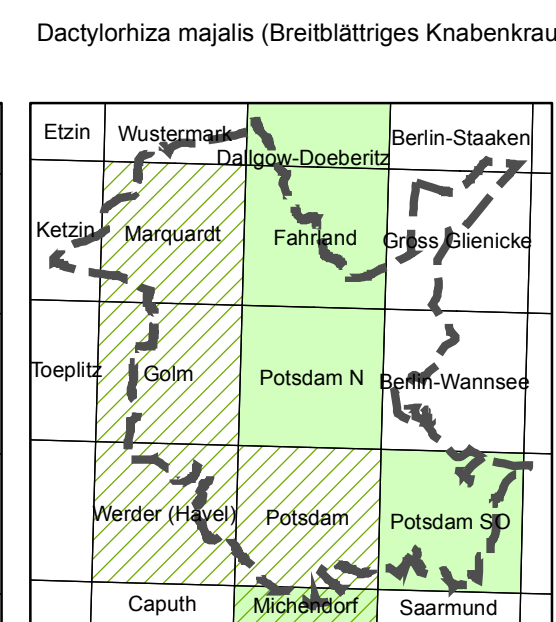 Dactylorhiza majalis (Breitblättriges Knabenkrau
Etzin
Wustermark
Dallgow-Doeberitz
Berlin-Staaken
Ketzin
Marquardt
Fahrland
Gross Glienicke
Toeplitz
Golm
Potsdam N
Berlin-Wannsee
Werder (Havel)
Potsdam
Potsdam SO
Caputh
Michendorf
Saarmund